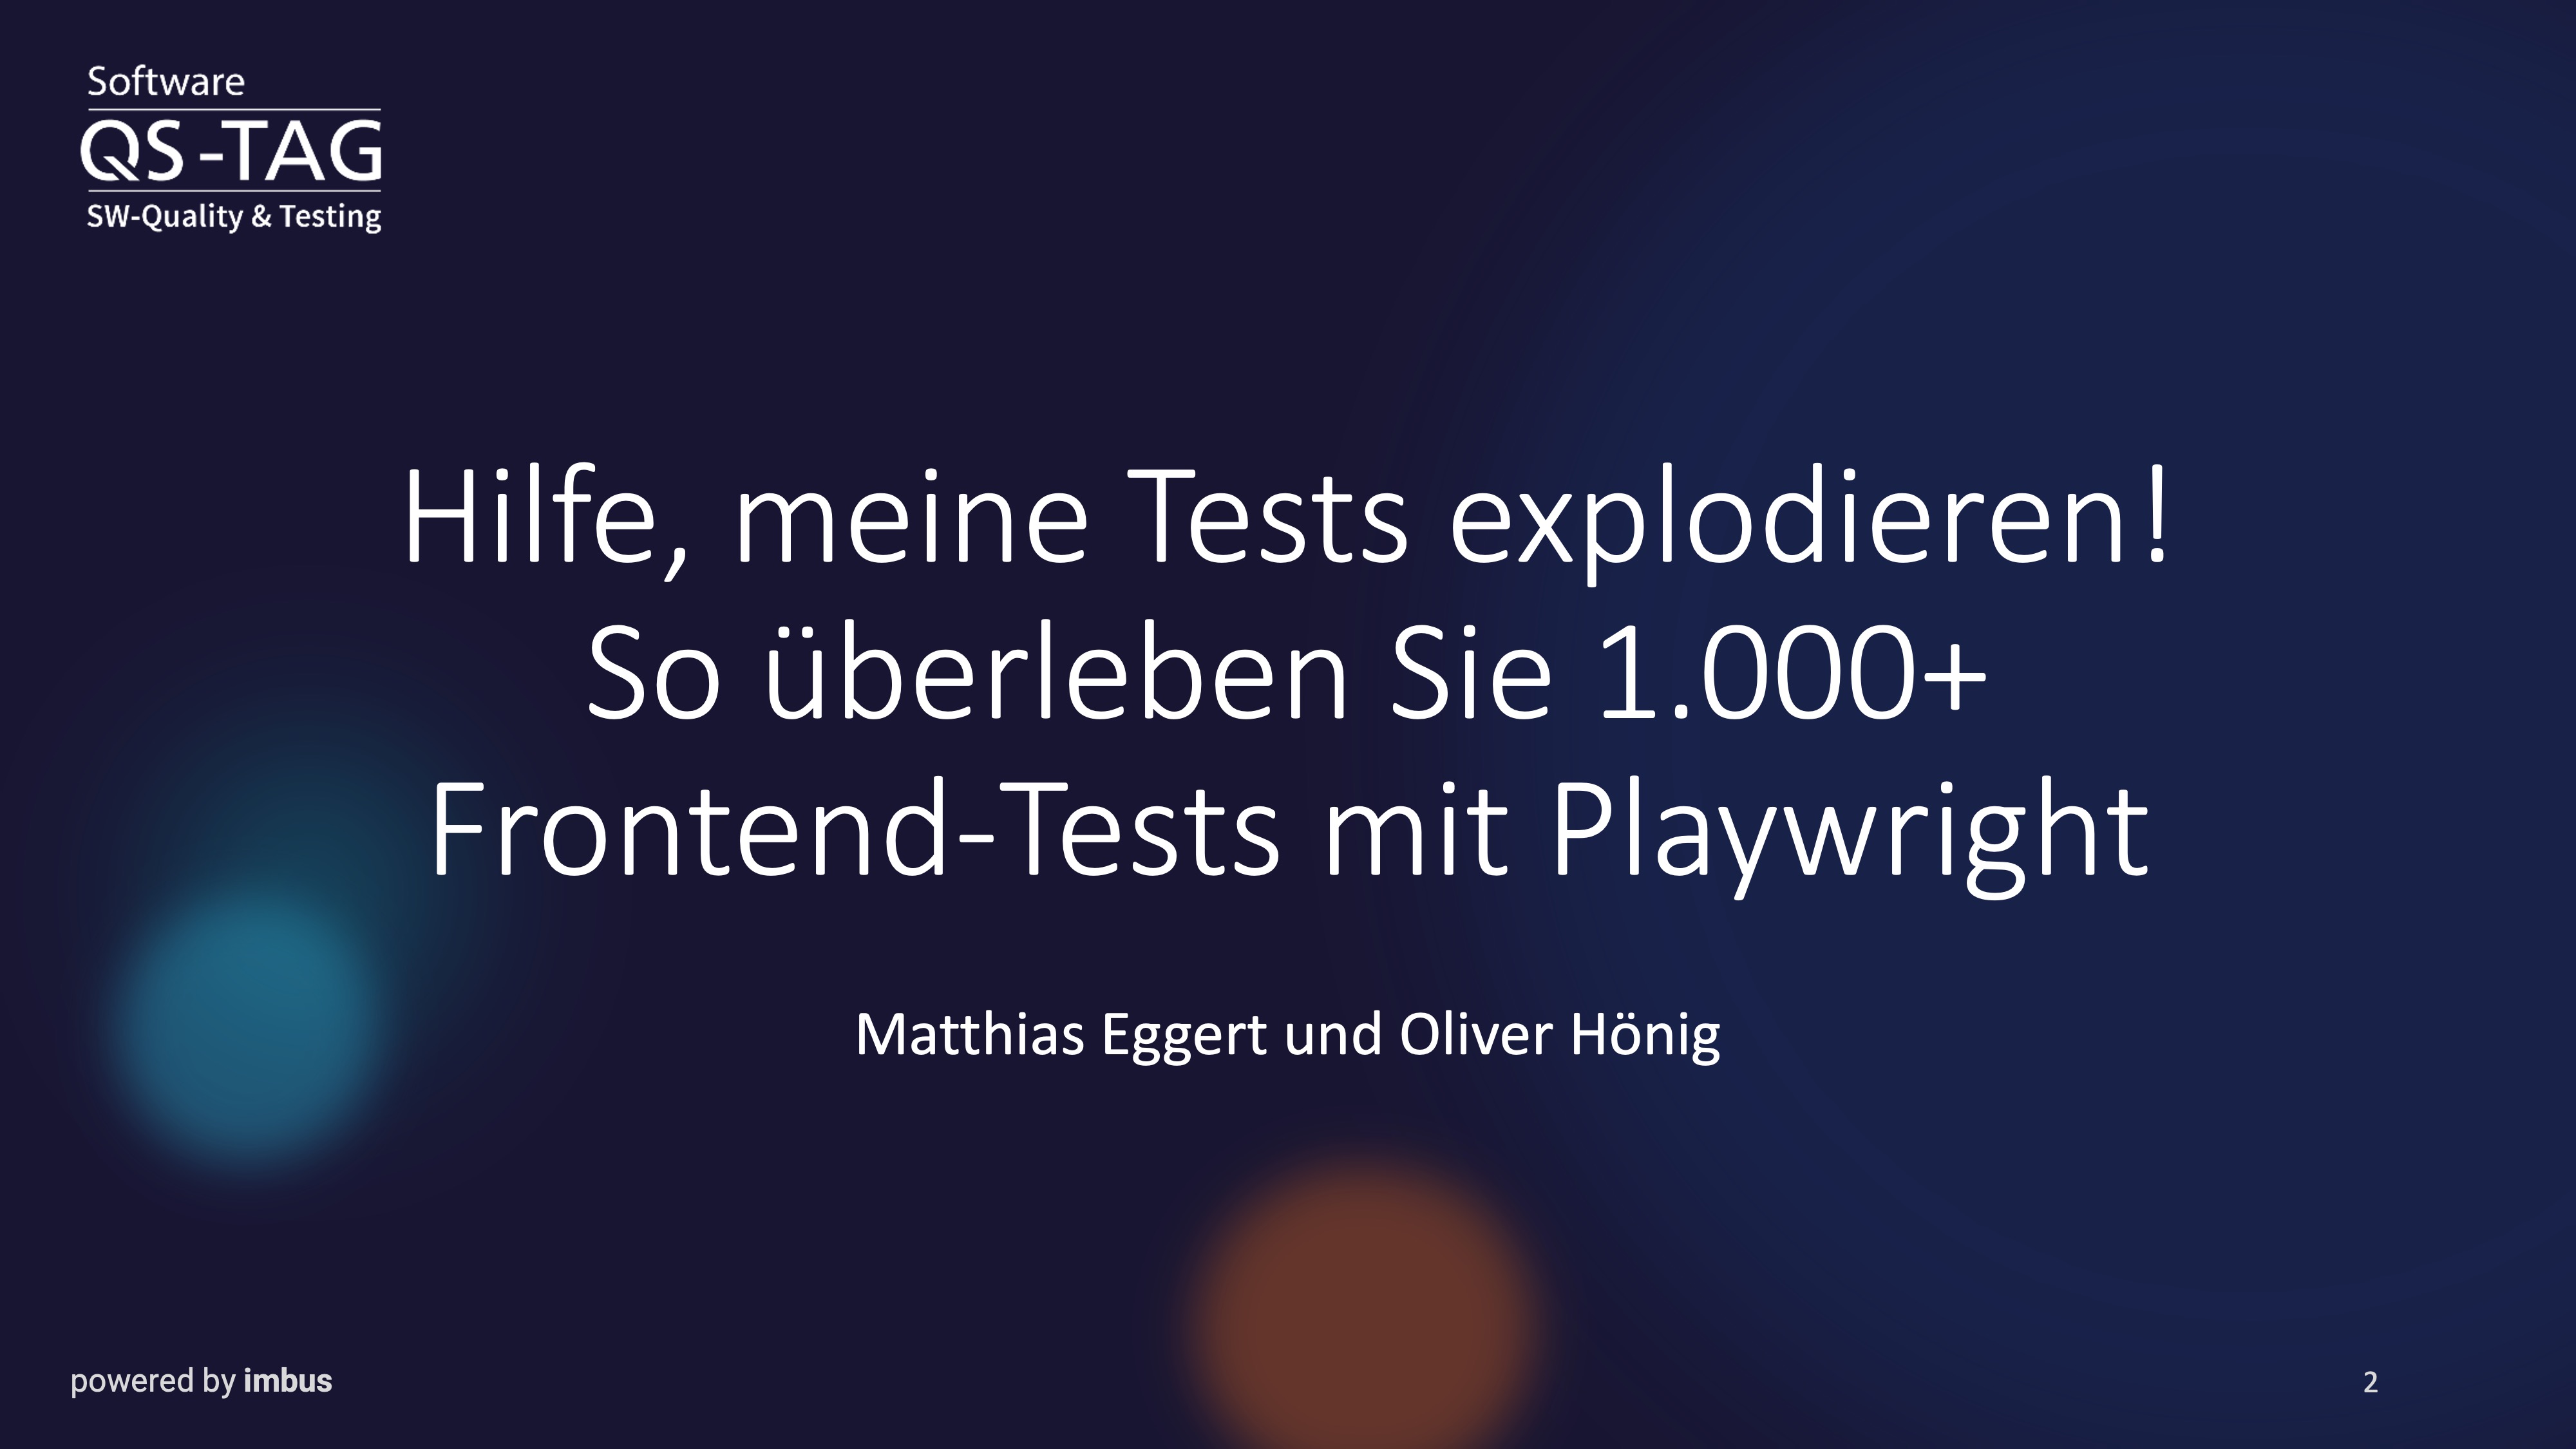 Software
QS-TAG
SW-Quality & Testing
Hilfe, meine Tests explodieren!
So überleben Sie 1.000+
Frontend-Tests mit Playwright
Matthias Eggert und Oliver Hönig
powered by imbus
2